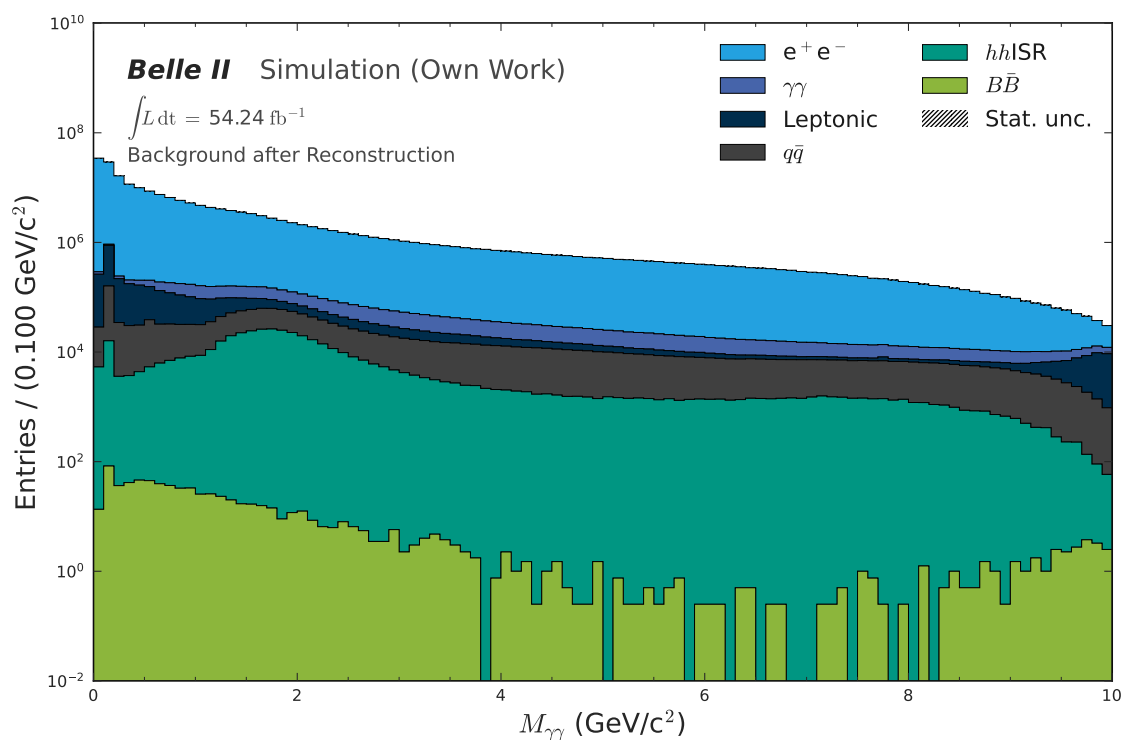 Belle II Simulation (Own Work)
∫L dt = 54.24 fb⁻¹
Background after Reconstruction
e⁺e⁻
γγ
Leptonic
qq̄
hhISR
BB̄
Stat. unc.
Entries / (0.100 GeV/c²)
10¹⁰
10⁸
10⁶
10⁴
10²
10⁰
10⁻²
0 2 4 6 8 10
M_γγ (GeV/c²)